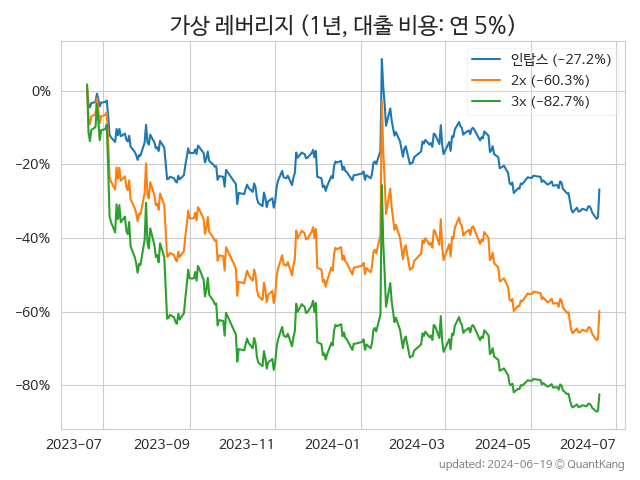 가상 레버리지 (1년, 대출 비용: 연 5%)
인탑스 (−27.2%)
2x (−60.3%)
3x (−82.7%)
0%
−20%
−40%
−60%
−80%
2023-07
2023-09
2023-11
2024-01
2024-03
2024-05
2024-07
updated: 2024-06-19 © QuantKang